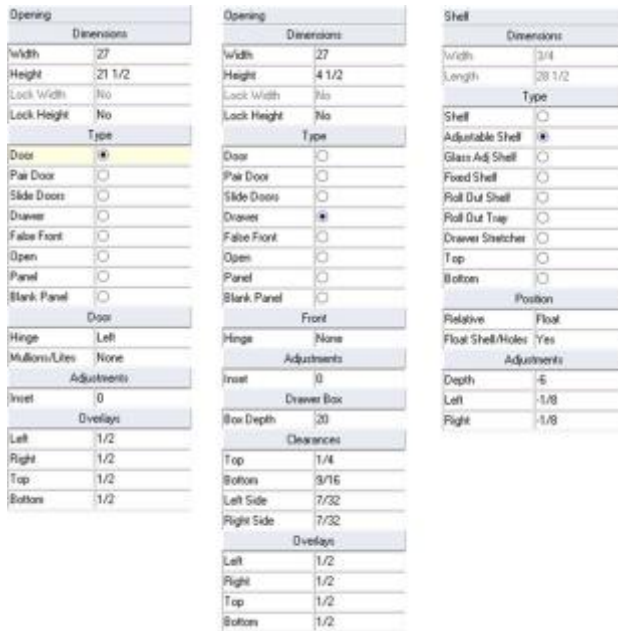 Opening
Dimensions
Width 27
Height 21 1/2
Lock Width No
Lock Height No
Type
Door
Pair Door
Slide Doors
Drawer
False Front
Open
Panel
Blank Panel
Door
Hinge Left
Mullions/Lites None
Adjustments
Inset 0
Overlays
Left 1/2
Right 1/2
Top 1/2
Bottom 1/2
Opening
Dimensions
Width 27
Height 4 1/2
Lock Width No
Lock Height No
Type
Door
Pair Door
Slide Doors
Drawer
False Front
Open
Panel
Blank Panel
Front
Hinge None
Adjustments
Inset 0
Drawer Box
Box Depth 20
Clearances
Top 1/4
Bottom 9/16
Left Side 7/32
Right Side 7/32
Overlays
Left 1/2
Right 1/2
Top 1/2
Bottom 1/2
Shelf
Dimensions
Width 3/4
Length 28 1/2
Type
Shelf
Adjustable Shelf
Glass Adj Shelf
Fixed Shelf
Roll Out Shelf
Roll Out Tray
Drawer Stretcher
Top
Bottom
Position
Relative Float
Float Shelf/Holes Yes
Adjustments
Depth -6
Left -1/8
Right -1/8